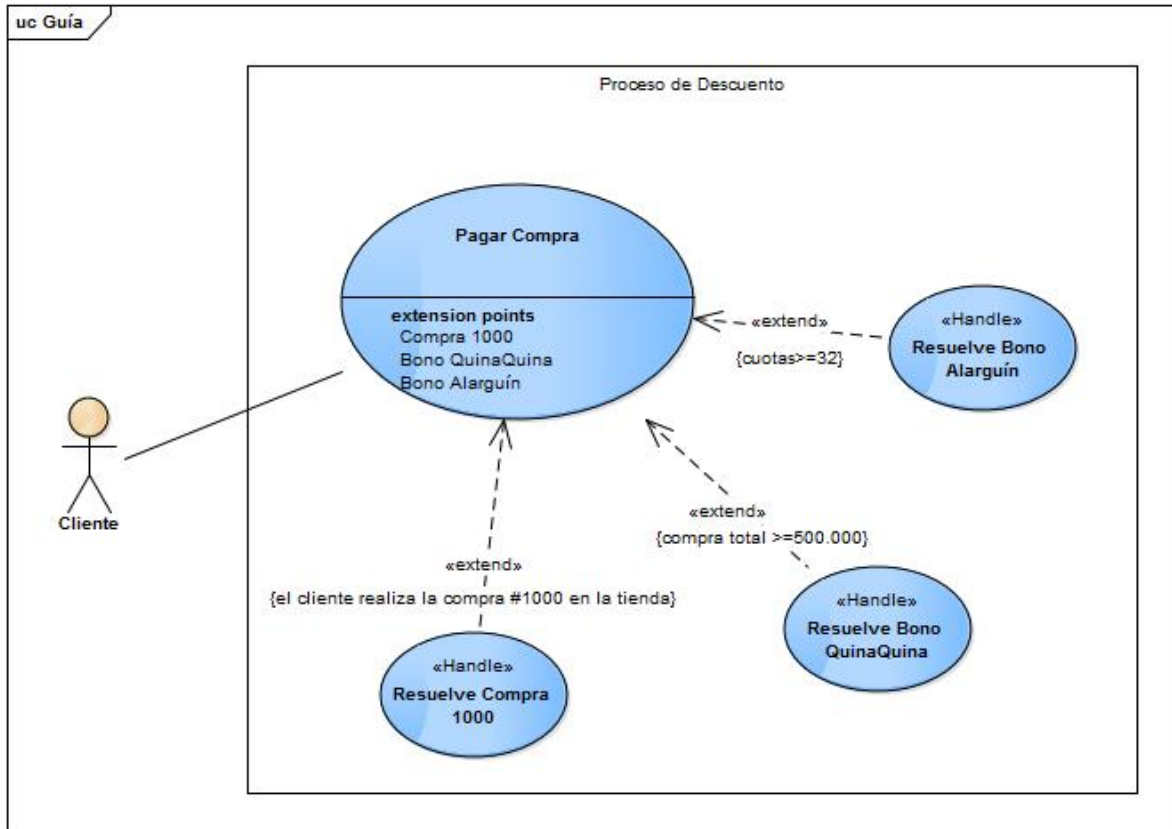 uc Guía
Proceso de Descuento
Pagar Compra
extension points
Compra 1000
Bono QuinaQuina
Bono Alarguín
«extend»
{cuotas>=32}
«Handle»
Resuelve Bono
Alarguín
Cliente
«extend»
{compra total >=500.000}
«extend»
{el cliente realiza la compra #1000 en la tienda}
«Handle»
Resuelve Bono
QuinaQuina
«Handle»
Resuelve Compra
1000